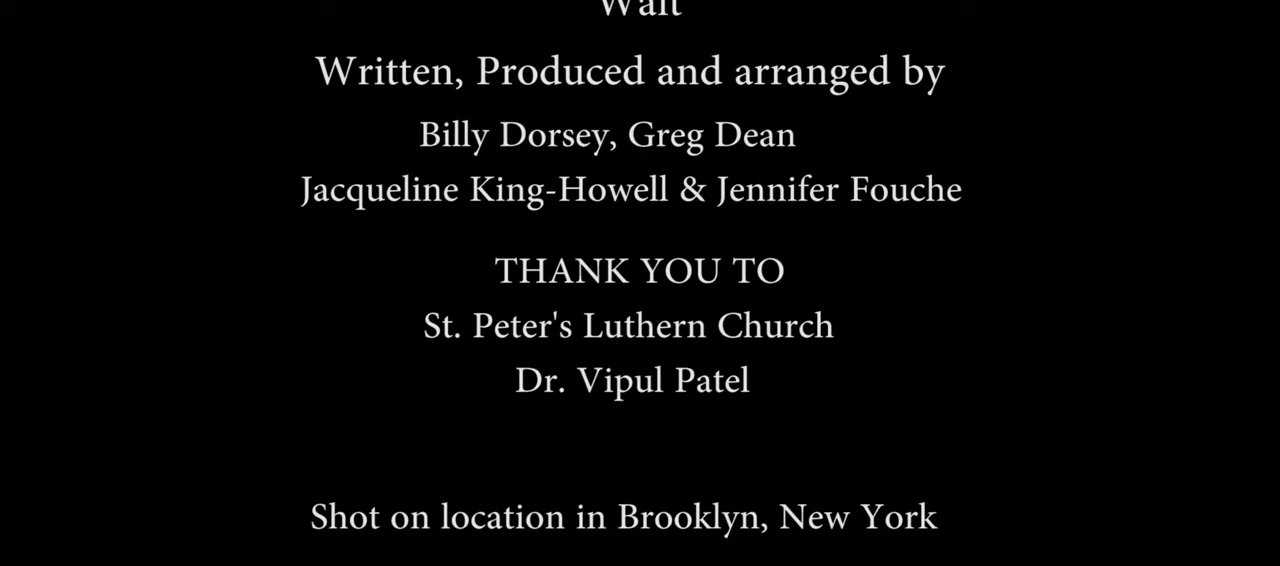 Wait
Written, Produced and arranged by
Billy Dorsey, Greg Dean
Jacqueline King-Howell & Jennifer Fouche
THANK YOU TO
St. Peter's Luthern Church
Dr. Vipul Patel
Shot on location in Brooklyn, New York